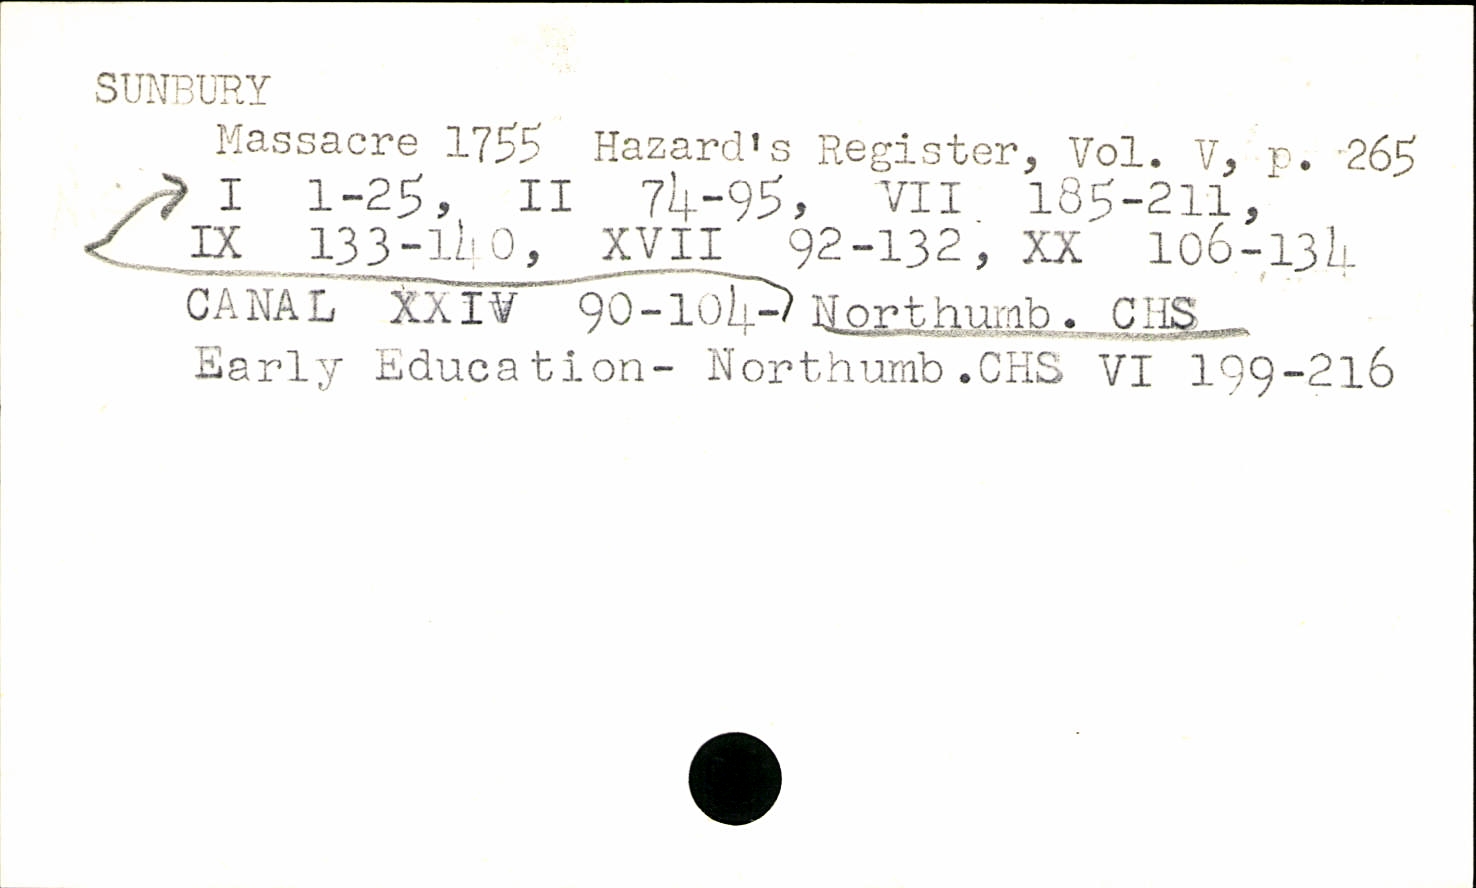 SUNBURY
Massacre 1755 Hazard's Register, Vol. V, p. 265
I 1-25, II 74-95, VII 185-211,
IX 133-140, XVII 92-132, XX 106-134
CANAL XXIV 90-104- Northumb. CHS
Early Education- Northumb.CHS VI 199-216